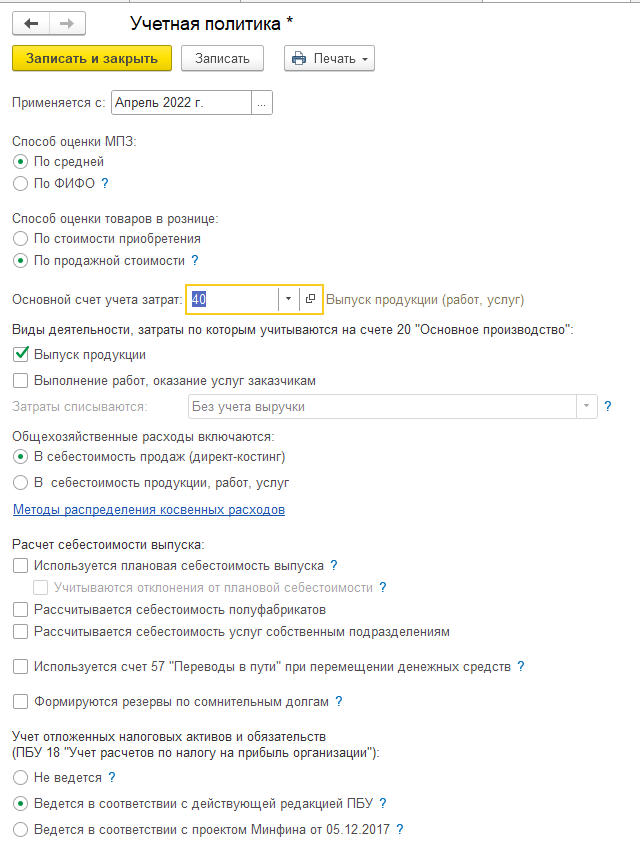 Учетная политика *
Записать и закрыть Записать Печать
Применяется с: Апрель 2022 г. ...
Способ оценки МПЗ:
По средней
По ФИФО ?
Способ оценки товаров в рознице:
По стоимости приобретения
По продажной стоимости ?
Основной счет учета затрат: 40 Выпуск продукции (работ, услуг)
Виды деятельности, затраты по которым учитываются на счете 20 "Основное производство":
Выпуск продукции
Выполнение работ, оказание услуг заказчикам
Затраты списываются: Без учета выручки ?
Общехозяйственные расходы включаются:
В себестоимость продаж (директ-костинг)
В себестоимость продукции, работ, услуг
Методы распределения косвенных расходов
Расчет себестоимости выпуска:
Используется плановая себестоимость выпуска ?
Учитываются отклонения от плановой себестоимости ?
Рассчитывается себестоимость полуфабрикатов
Рассчитывается себестоимость услуг собственным подразделениям
Используется счет 57 "Переводы в пути" при перемещении денежных средств ?
Формируются резервы по сомнительным долгам ?
Учет отложенных налоговых активов и обязательств
(ПБУ 18 "Учет расчетов по налогу на прибыль организации"):
Не ведется ?
Ведется в соответствии с действующей редакцией ПБУ ?
Ведется в соответствии с проектом Минфина от 05.12.2017 ?